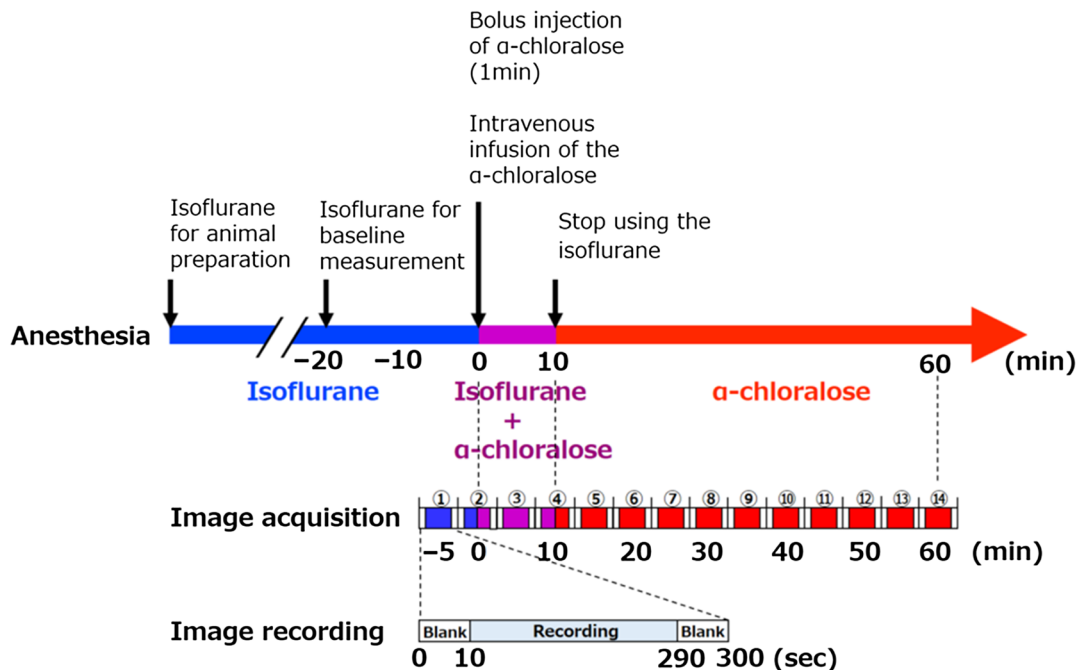 Bolus injection
of ɑ-chloralose
(1min)
Intravenous
infusion of the
ɑ-chloralose
Isoflurane
for animal
preparation
Isoflurane for
baseline
measurement
Stop using the
isoflurane
Anesthesia
−20 −10 0 10 60 (min)
Isoflurane
Isoflurane
+
ɑ-chloralose
ɑ-chloralose
① ② ③ ④ ⑤ ⑥ ⑦ ⑧ ⑨ ⑩ ⑪ ⑫ ⑬ ⑭
Image acquisition
−5 0 10 20 30 40 50 60 (min)
Image recording
Blank Recording Blank
0 10 290 300 (sec)